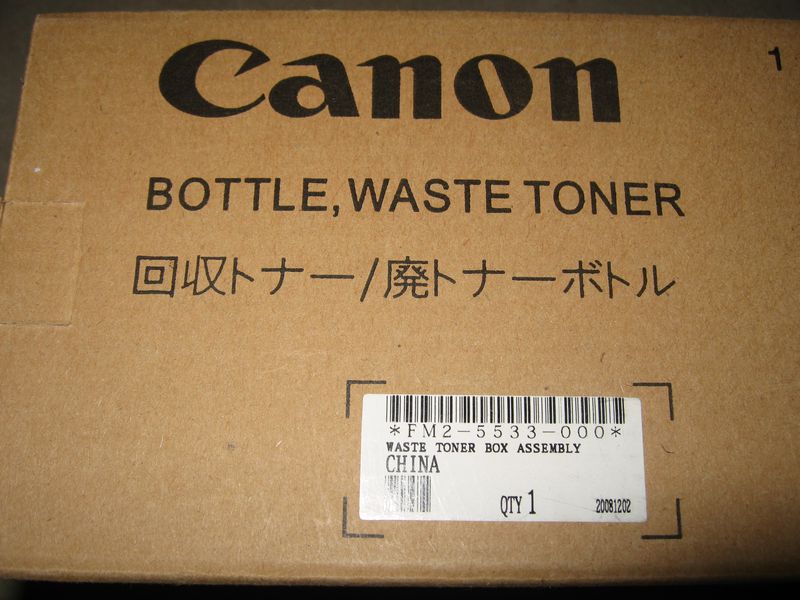 Canon
1
BOTTLE, WASTE TONER
回収トナー/廃トナーボトル
*FM2-5533-000*
WASTE TONER BOX ASSEMBLY
CHINA
QTY 1
20081202